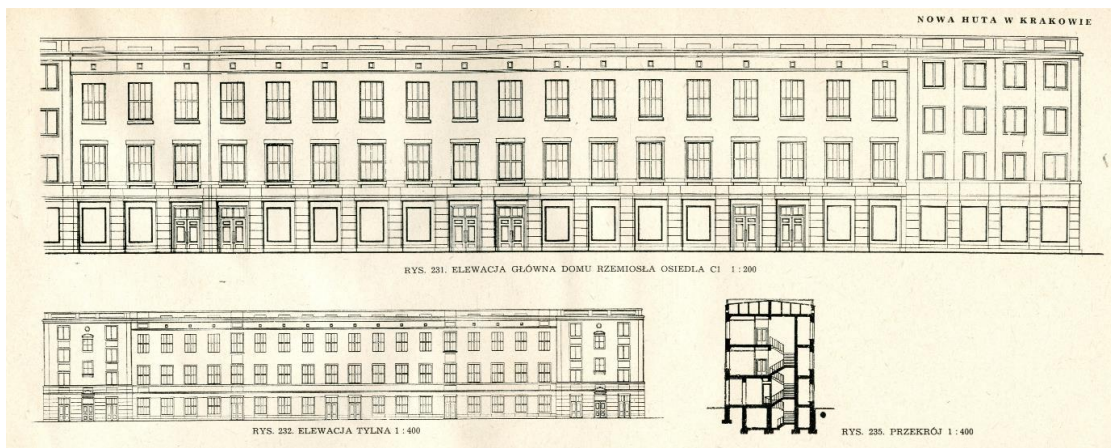 NOWA HUTA W KRAKOWIE
RYS. 231. ELEWACJA GŁÓWNA DOMU RZEMIOSŁA OSIEDLA C1 1:200
RYS. 232. ELEWACJA TYLNA 1:400
RYS. 235. PRZEKRÓJ 1:400